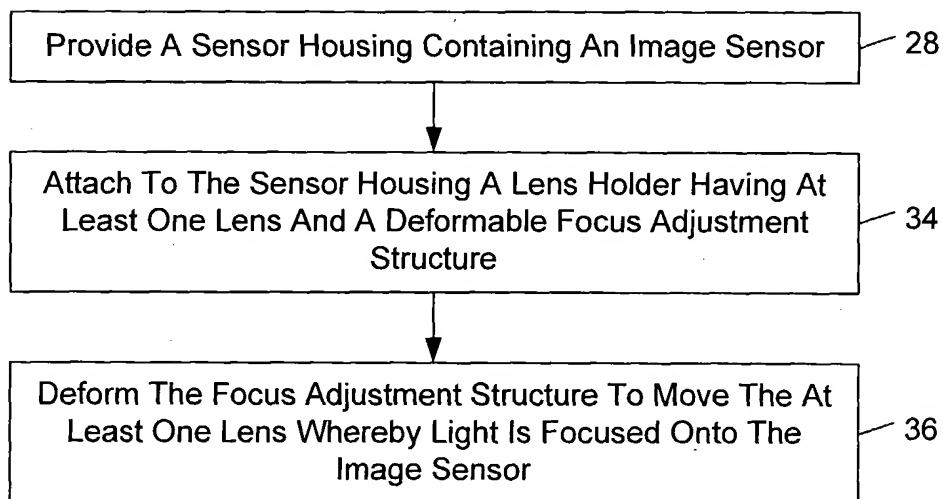 Provide A Sensor Housing Containing An Image Sensor
28
Attach To The Sensor Housing A Lens Holder Having At
Least One Lens And A Deformable Focus Adjustment
Structure
34
Deform The Focus Adjustment Structure To Move The At
Least One Lens Whereby Light Is Focused Onto The
Image Sensor
36